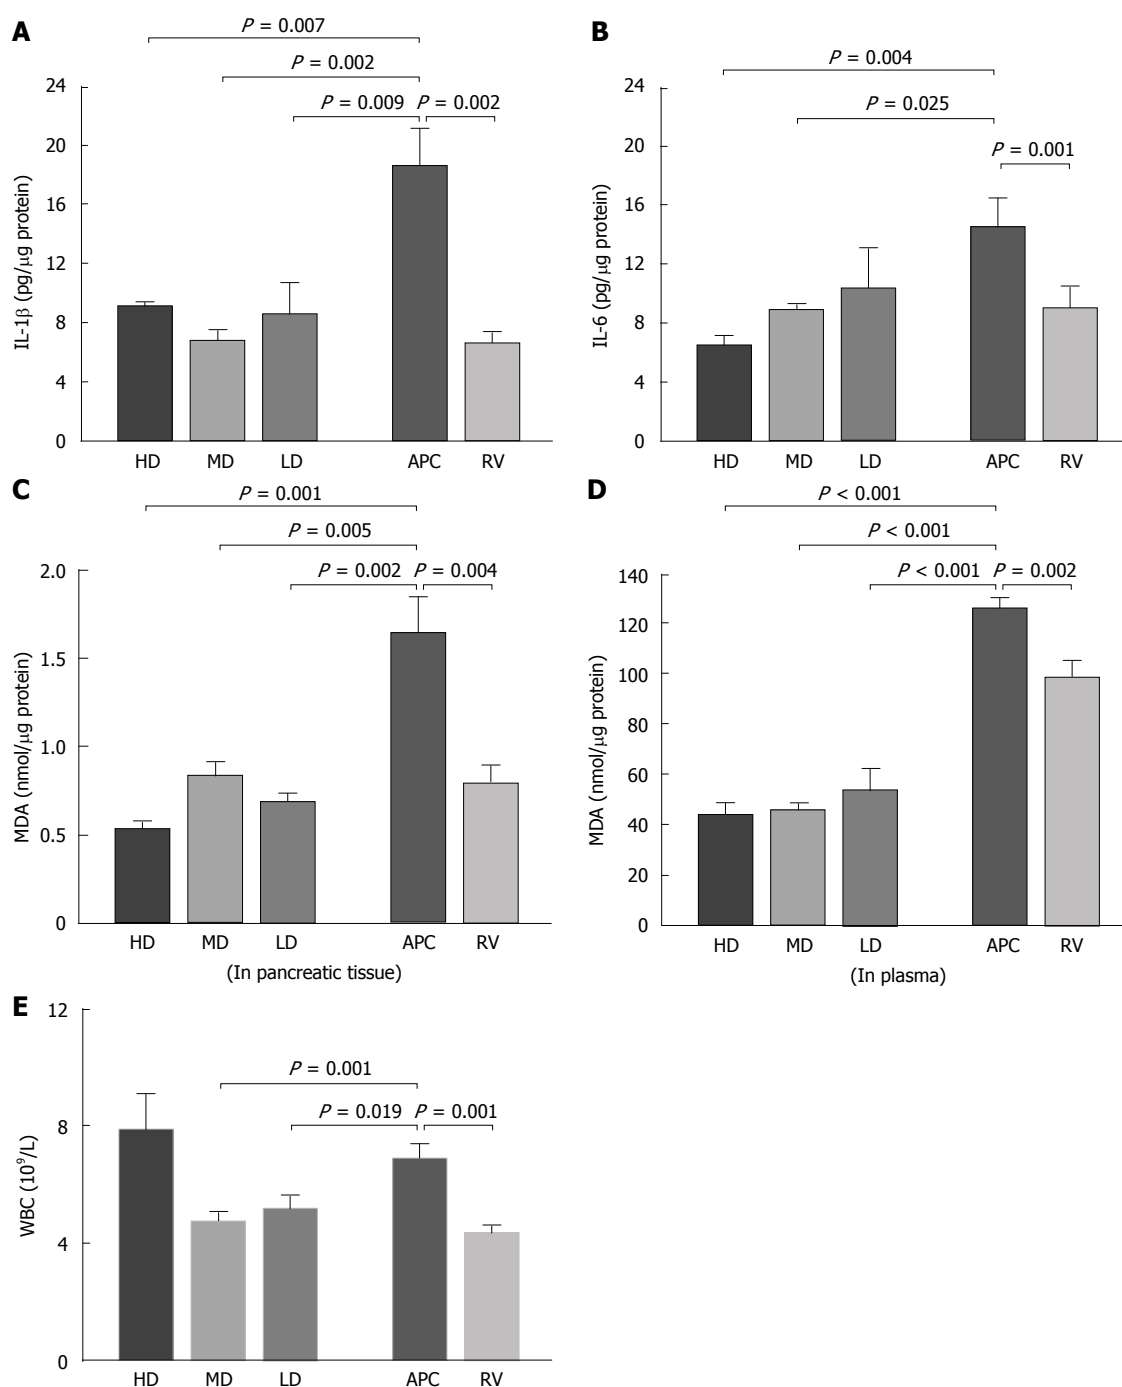 A
P = 0.007
P = 0.002
P = 0.009
P = 0.002
24
20
16
12
8
4
0
IL-1β (pg/μg protein)
HD MD LD APC RV
B
P = 0.004
P = 0.025
P = 0.001
24
20
16
12
8
4
0
IL-6 (pg/μg protein)
HD MD LD APC RV
C
P = 0.001
P = 0.005
P = 0.002
P = 0.004
2.0
1.5
1.0
0.5
0
MDA (nmol/μg protein)
HD MD LD APC RV
(In pancreatic tissue)
D
P < 0.001
P < 0.001
P < 0.001
P = 0.002
140
120
100
80
60
40
20
0
MDA (nmol/μg protein)
HD MD LD APC RV
(In plasma)
E
P = 0.001
P = 0.019
P = 0.001
12
8
4
0
WBC (10⁹/L)
HD MD LD APC RV